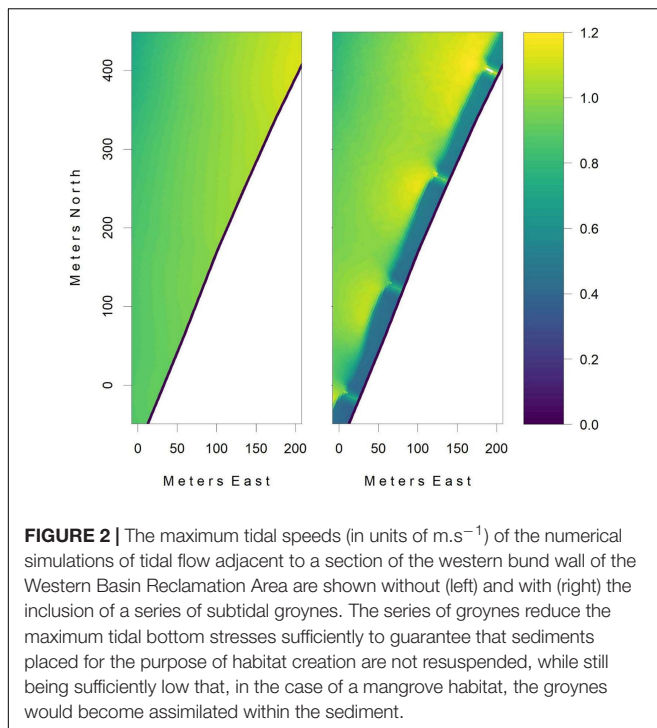 400
300
200
100
0
Meters North
0 50 100 150 200
0 50 100 150 200
Meters East
Meters East
1.2
1.0
0.8
0.6
0.4
0.2
0.0
FIGURE 2 | The maximum tidal speeds (in units of m.s−1) of the numerical
simulations of tidal flow adjacent to a section of the western bund wall of the
Western Basin Reclamation Area are shown without (left) and with (right) the
inclusion of a series of subtidal groynes. The series of groynes reduce the
maximum tidal bottom stresses sufficiently to guarantee that sediments
placed for the purpose of habitat creation are not resuspended, while still
being sufficiently low that, in the case of a mangrove habitat, the groynes
would become assimilated within the sediment.